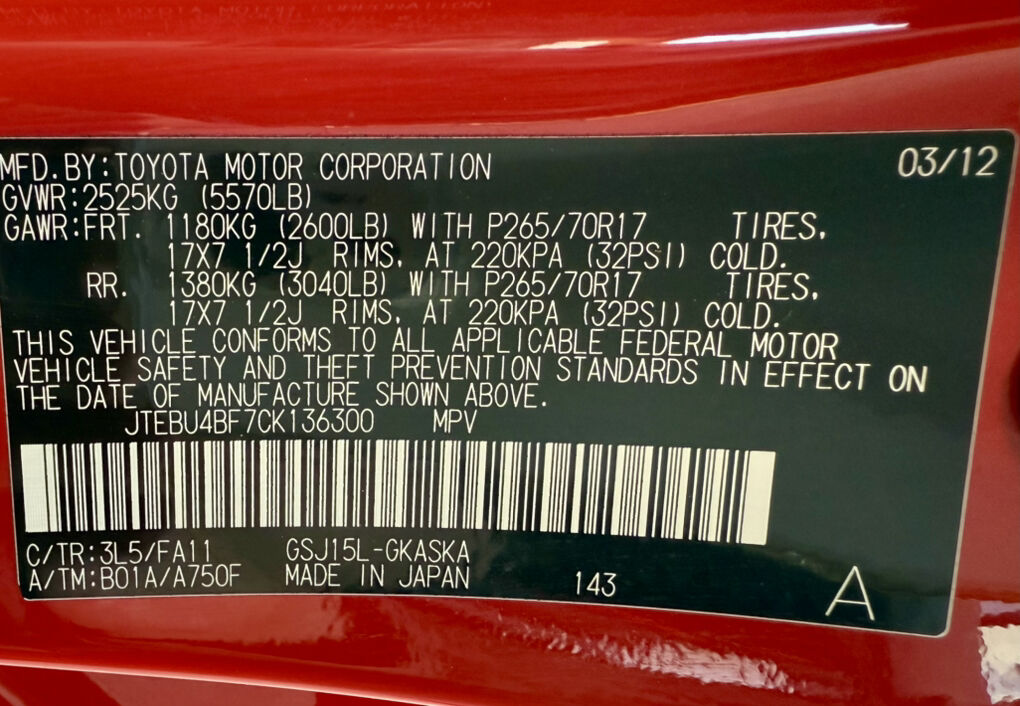 MFD.BY:TOYOTA MOTOR CORPORATION 03/12
GVWR:2525KG (5570LB)
GAWR:FRT. 1180KG (2600LB) WITH P265/70R17 TIRES,
17X7 1/2J RIMS, AT 220KPA (32PSI) COLD.
RR. 1380KG (3040LB) WITH P265/70R17 TIRES,
17X7 1/2J RIMS, AT 220KPA (32PSI) COLD.
THIS VEHICLE CONFORMS TO ALL APPLICABLE FEDERAL MOTOR
VEHICLE SAFETY AND THEFT PREVENTION STANDARDS IN EFFECT ON
THE DATE OF MANUFACTURE SHOWN ABOVE.
JTEBU4BF7CK136300 MPV
C/TR:3L5/FA11 GSJ15L-GKASKA
A/TM:B01A/A750F MADE IN JAPAN 143 A